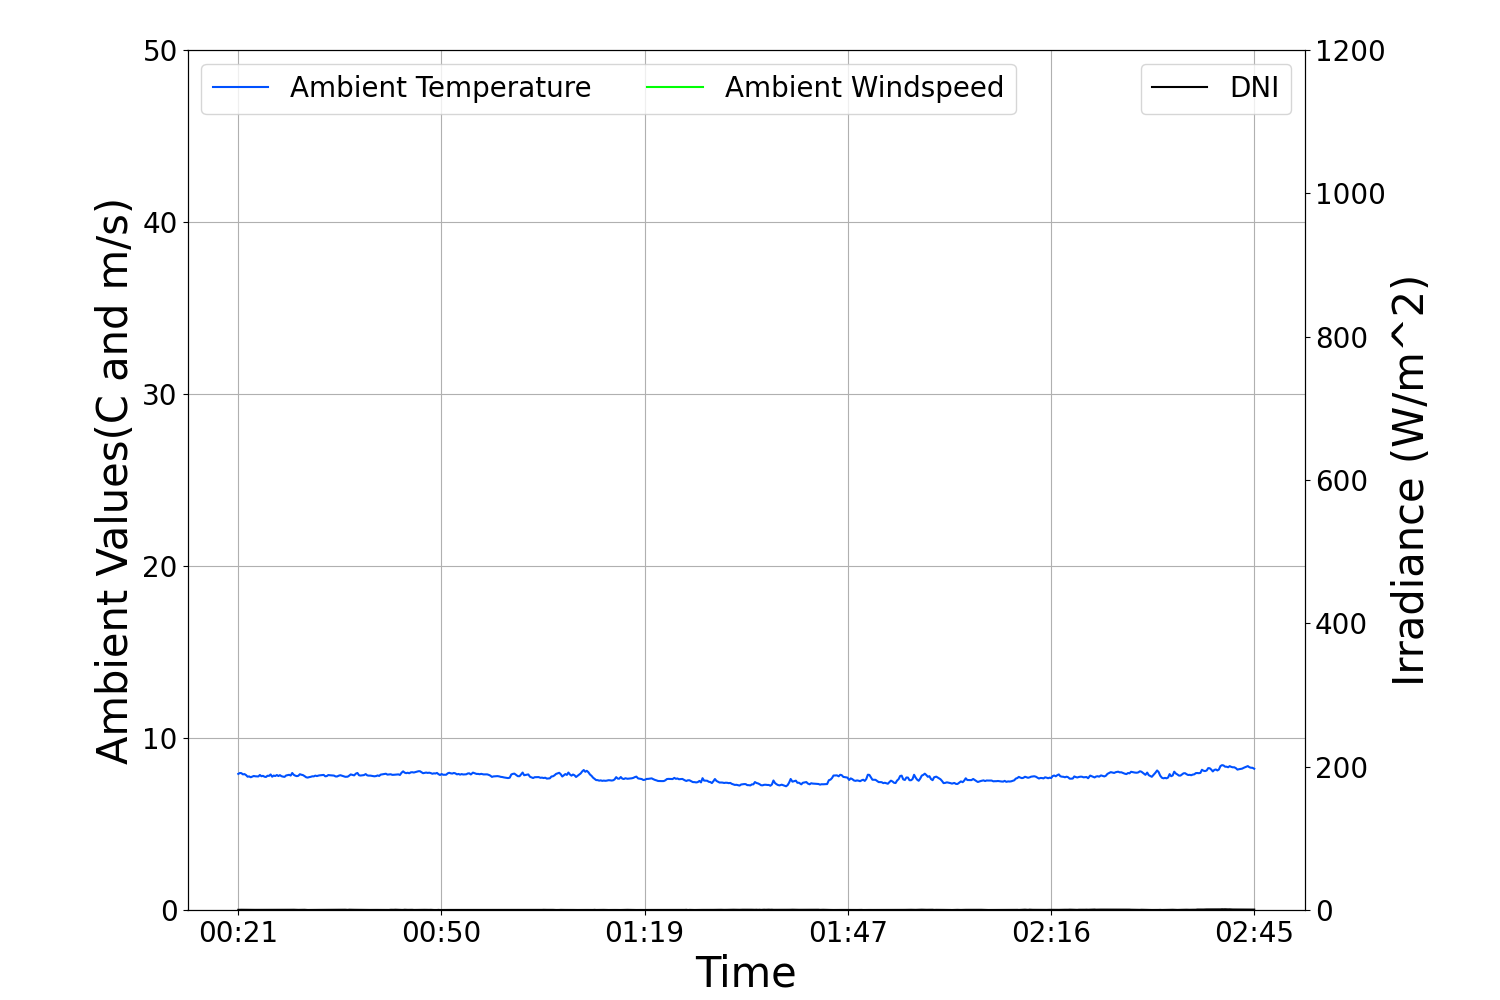 Ambient Temperature
Ambient Windspeed
DNI
50
40
30
20
10
0
Ambient Values(C and m/s)
1200
1000
800
600
400
200
0
Irradiance (W/m^2)
00:21 00:50 01:19 01:47 02:16 02:45
Time